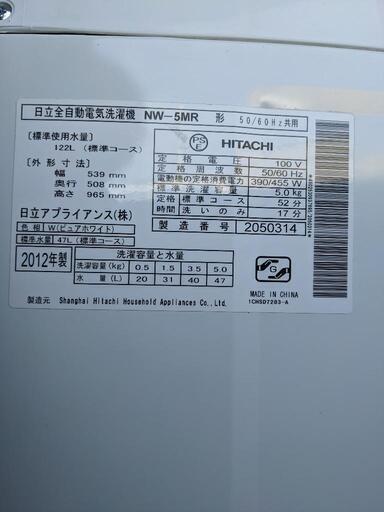 日立全自動電気洗濯機 NW-5MR 形 50/60Hz共用
〔標準使用水量〕
122L (標準コース)
〔外形寸法〕
幅 539 mm
奥行 508 mm
高さ 965 mm
日立アプライアンス(株)
色相 W(ピュアホワイト)
標準水量 47L(標準コース)
PS
E
HITACHI
定格電圧 100 V
定格周波数 50/60 Hz
電動機の定格消費電力 390/455 W
標準洗濯容量 5.0 kg
定格時間 標準コース 52 分
洗いのみ 17 分
製造番号 2050314
2012年製
洗濯容量と水量
洗濯容量(kg) 0.5 1.5 3.5 5.0
水量(L) 20 31 40 47
G
MADE IN CHINA
1CHSD7283-A
製造元 Shanghai Hitachi Household Appliances Co., Ltd.